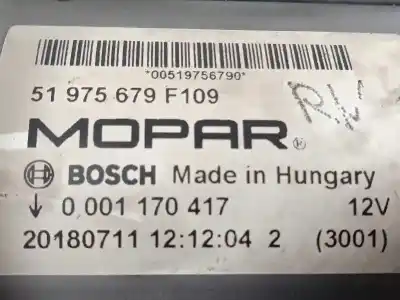 *00519756790*
51 975 679 F109
RW
MOPAR®
BOSCH Made in Hungary
↓ 0 001 170 417 12V
20180711 12:12:04 2 (3001)